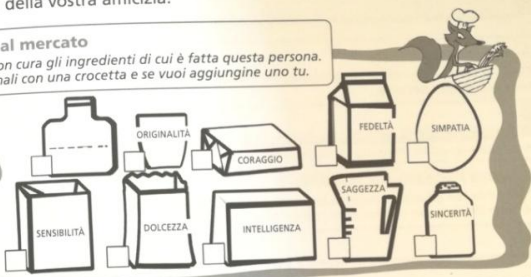 della vostra amicizia.
al mercato
on cura gli ingredienti di cui è fatta questa persona.
nali con una crocetta e se vuoi aggiungine uno tu.
ORIGINALITÀ
CORAGGIO
FEDELTÀ
SIMPATIA
SENSIBILITÀ
DOLCEZZA
INTELLIGENZA
SAGGEZZA
SINCERITÀ